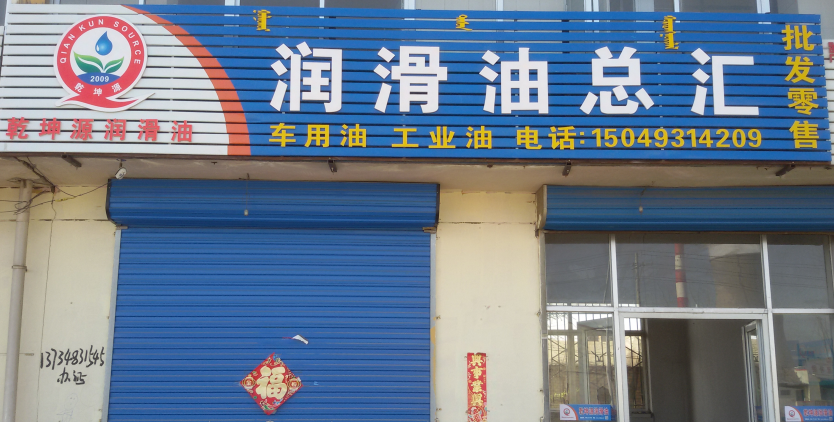 QIAN KUN SOURCE
2009
乾坤源
乾坤源润滑油
润滑油总汇
车用油 工业油 电话:15049314209
批发零售
13734831545
办证
福